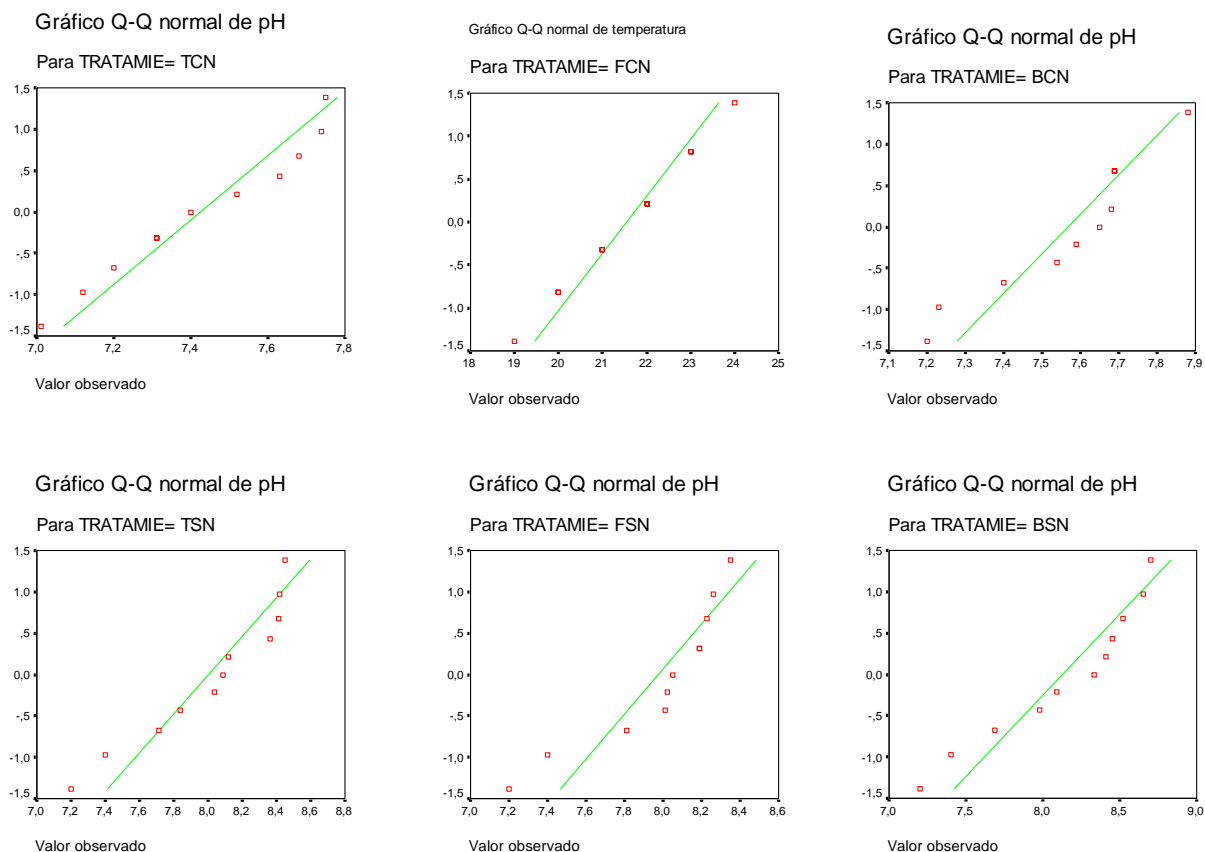 Gráfico Q-Q normal de pH
Para TRATAMIE= TCN
1,5
1,0
,5
0,0
-,5
-1,0
-1,5
7,0 7,2 7,4 7,6 7,8
Valor observado
Gráfico Q-Q normal de temperatura
Para TRATAMIE= FCN
1,5
1,0
,5
0,0
-,5
-1,0
-1,5
18 19 20 21 22 23 24 25
Valor observado
Gráfico Q-Q normal de pH
Para TRATAMIE= BCN
1,5
1,0
,5
0,0
-,5
-1,0
-1,5
7,1 7,2 7,3 7,4 7,5 7,6 7,7 7,8 7,9
Valor observado
Gráfico Q-Q normal de pH
Para TRATAMIE= TSN
1,5
1,0
,5
0,0
-,5
-1,0
-1,5
7,0 7,2 7,4 7,6 7,8 8,0 8,2 8,4 8,6 8,8
Valor observado
Gráfico Q-Q normal de pH
Para TRATAMIE= FSN
1,5
1,0
,5
0,0
-,5
-1,0
-1,5
7,0 7,2 7,4 7,6 7,8 8,0 8,2 8,4 8,6
Valor observado
Gráfico Q-Q normal de pH
Para TRATAMIE= BSN
1,5
1,0
,5
0,0
-,5
-1,0
-1,5
7,0 7,5 8,0 8,5 9,0
Valor observado